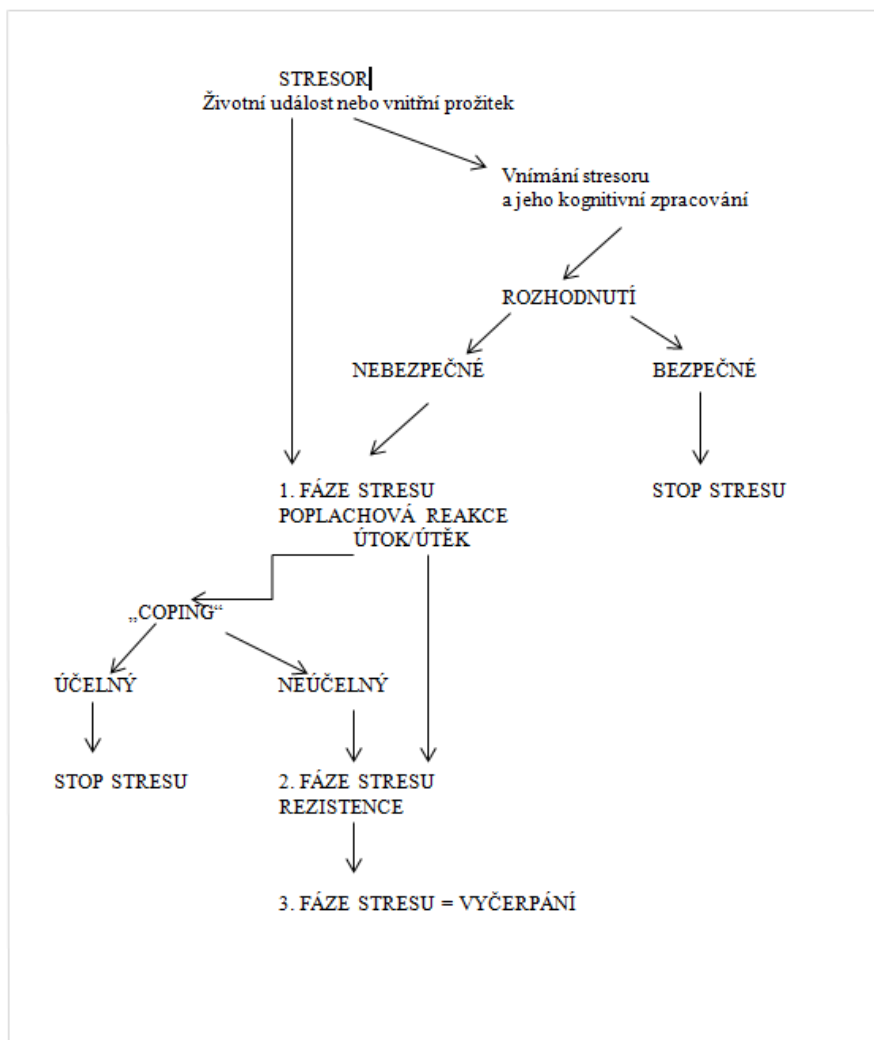 STRESOR
Životní událost nebo vnitřní prožitek
Vnímání stresoru
a jeho kognitivní zpracování
ROZHODNUTÍ
NEBEZPEČNÉ
BEZPEČNÉ
1. FÁZE STRESU
POPLACHOVÁ REAKCE
ÚTOK/ÚTĚK
STOP STRESU
„COPING“
ÚČELNÝ
NEÚČELNÝ
STOP STRESU
2. FÁZE STRESU
REZISTENCE
3. FÁZE STRESU = VYČERPÁNÍ